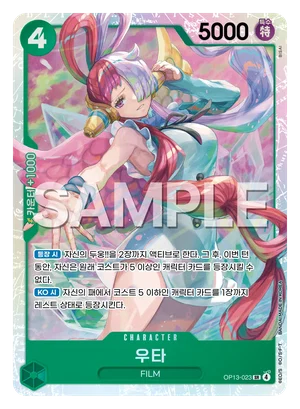 4
5000
특수
特
카운터+1000
SAMPLE
등장 시 자신의 두웅!!을 2장까지 액티브로 한다. 그 후, 이번 턴
동안, 자신은 원래 코스트가 5 이상인 캐릭터 카드를 등장시킬 수
없다.
KO 시 자신의 패에서 코스트 5 이하인 캐릭터 카드를 1장까지
레스트 상태로 등장시킨다.
CHARACTER
우타
FILM
OP13-023